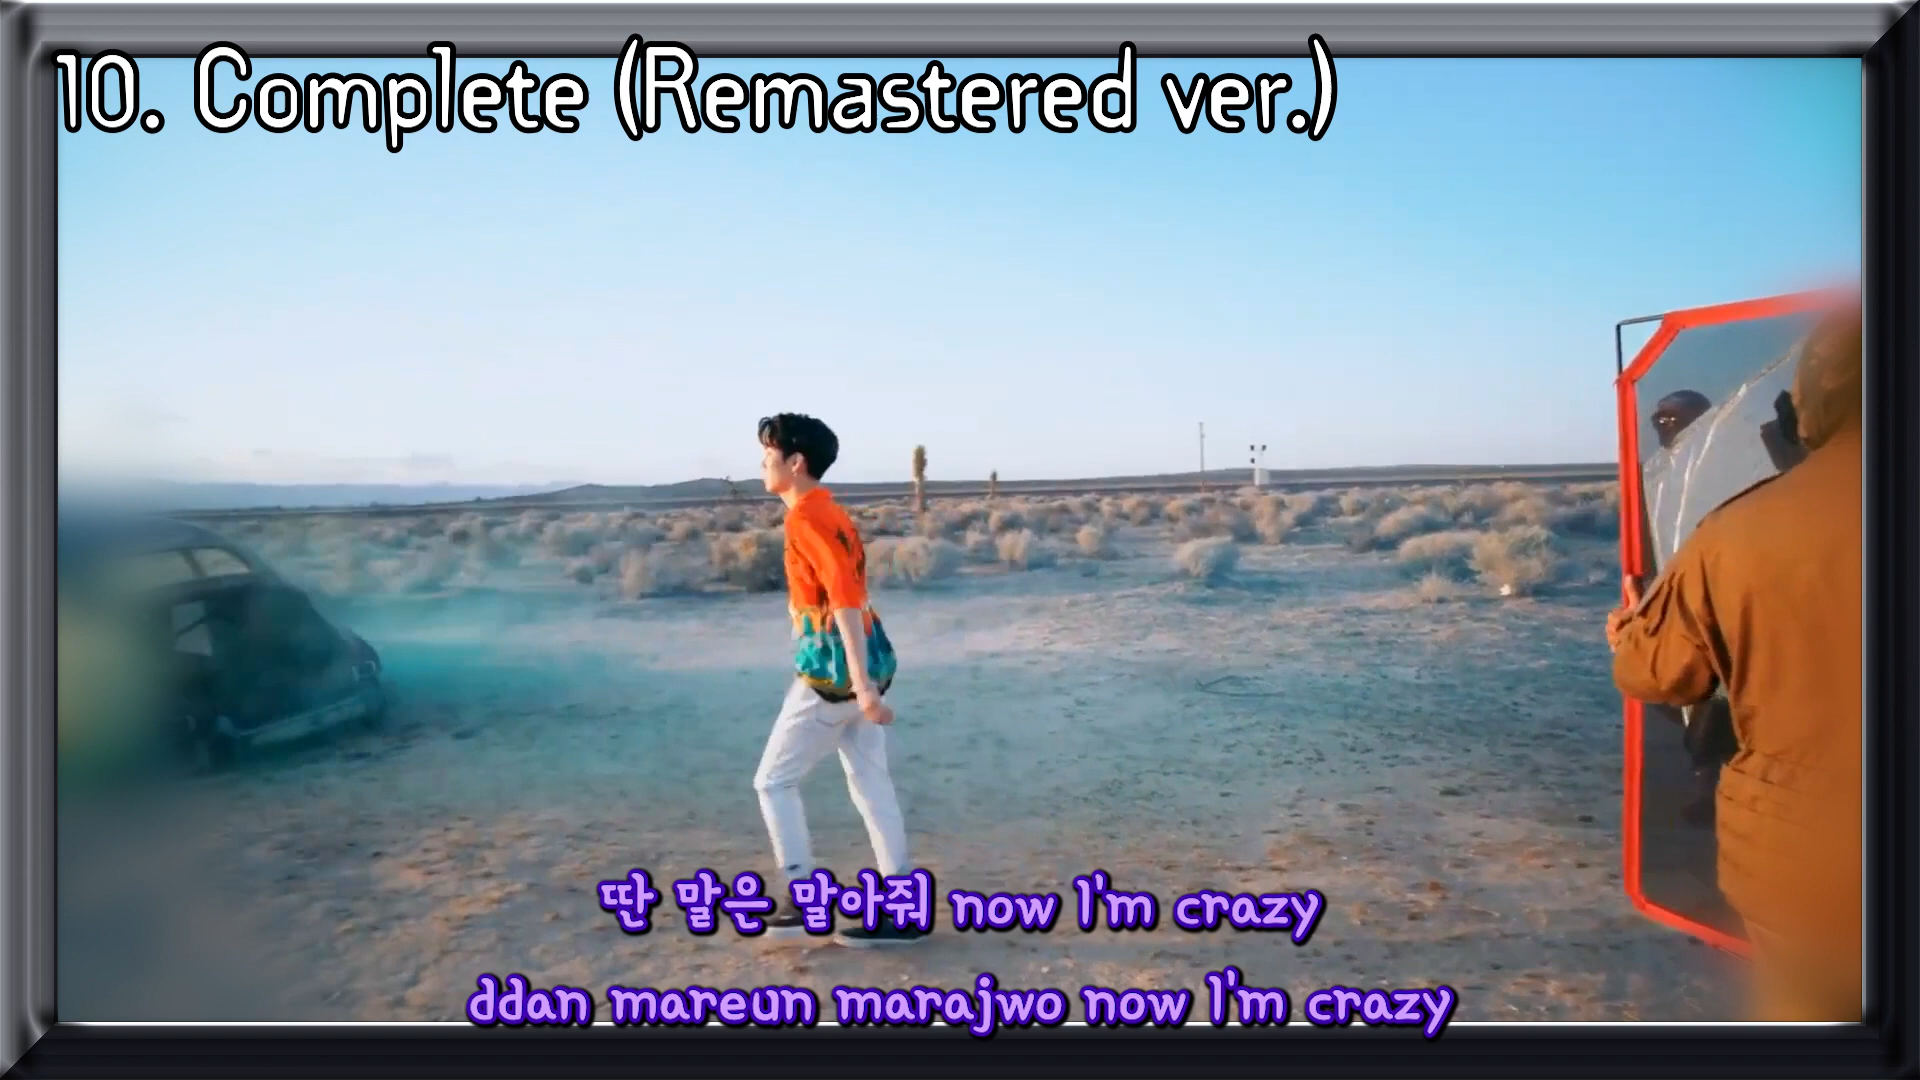 10. Complete (Remastered ver.)
딴 말은 말아줘 now I'm crazy
ddan mareun marajwo now I'm crazy